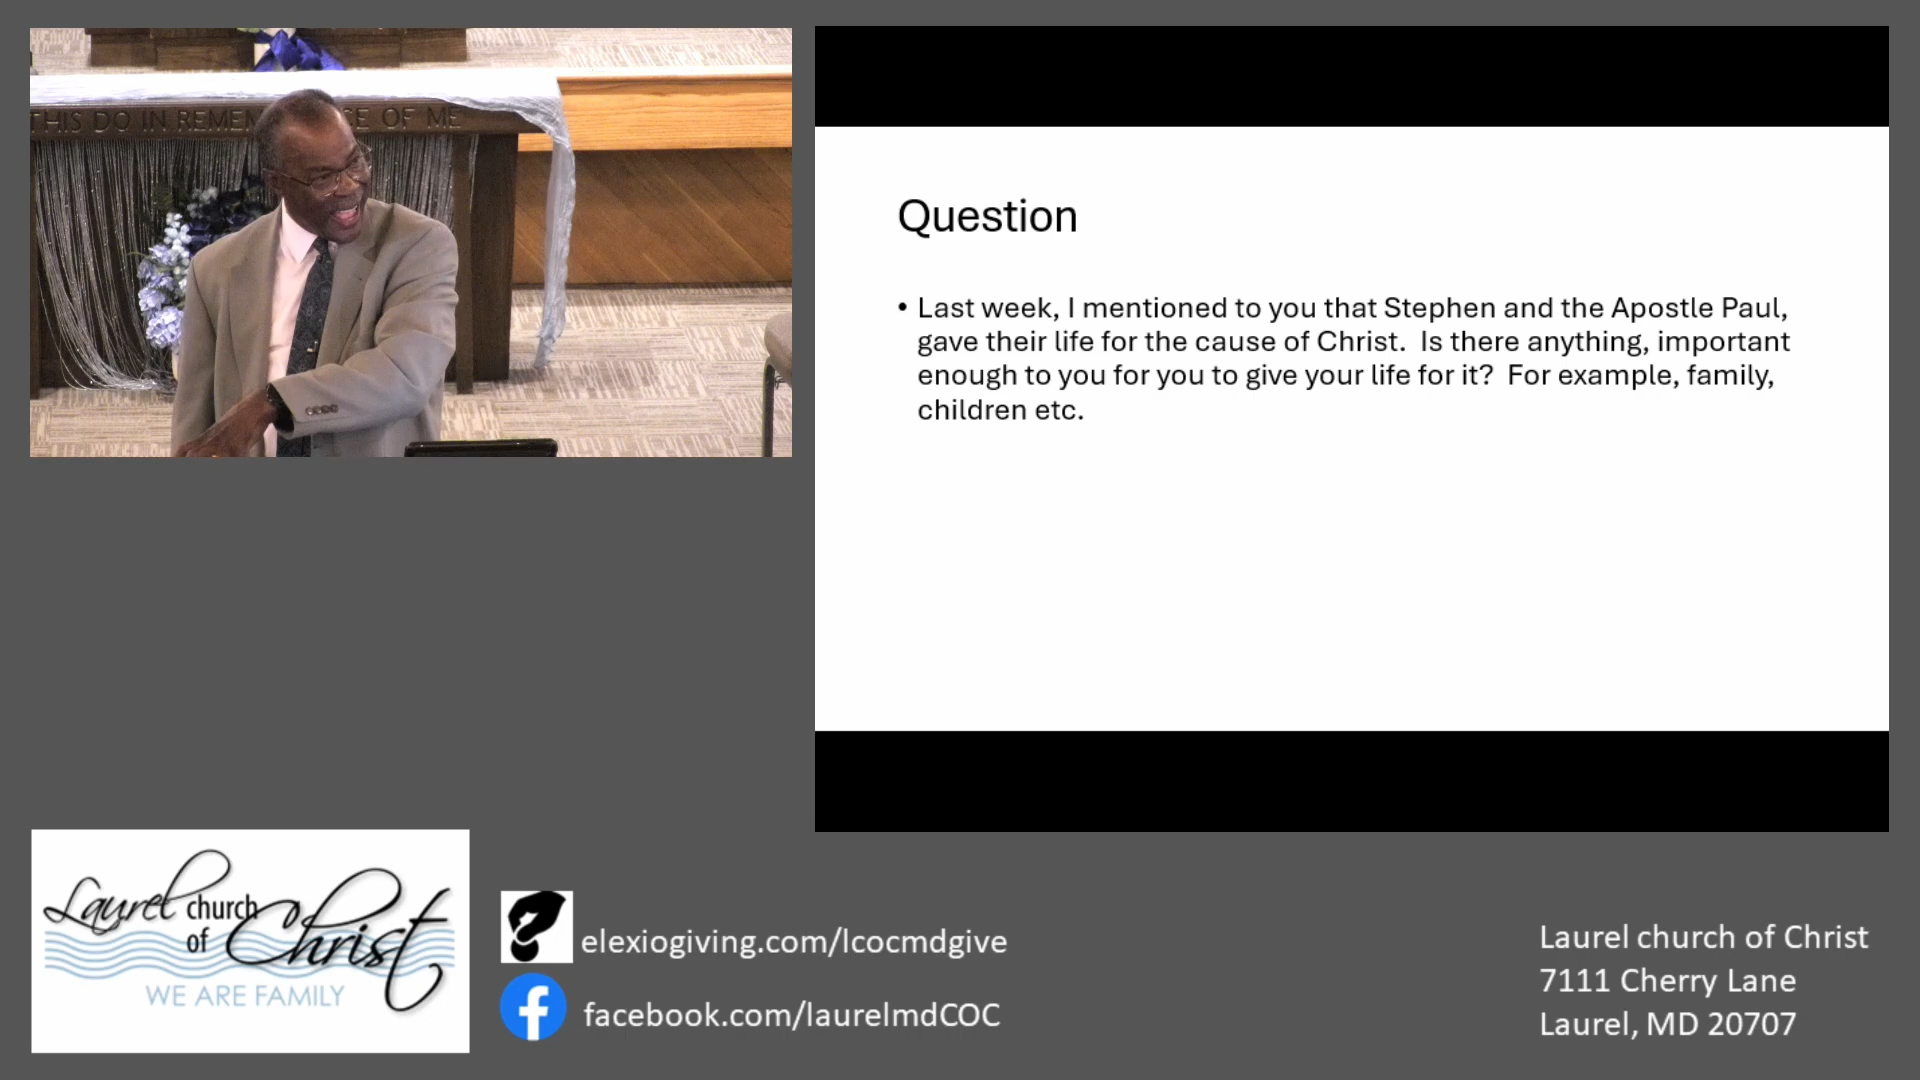 THIS DO IN REMEM CE OF ME
Question
• Last week, I mentioned to you that Stephen and the Apostle Paul,
gave their life for the cause of Christ.  Is there anything, important
enough to you for you to give your life for it?  For example, family,
children etc.
Laurel church
of Christ
WE ARE FAMILY
elexiogiving.com/lcocmdgive
facebook.com/laurelmdCOC
Laurel church of Christ
7111 Cherry Lane
Laurel, MD 20707